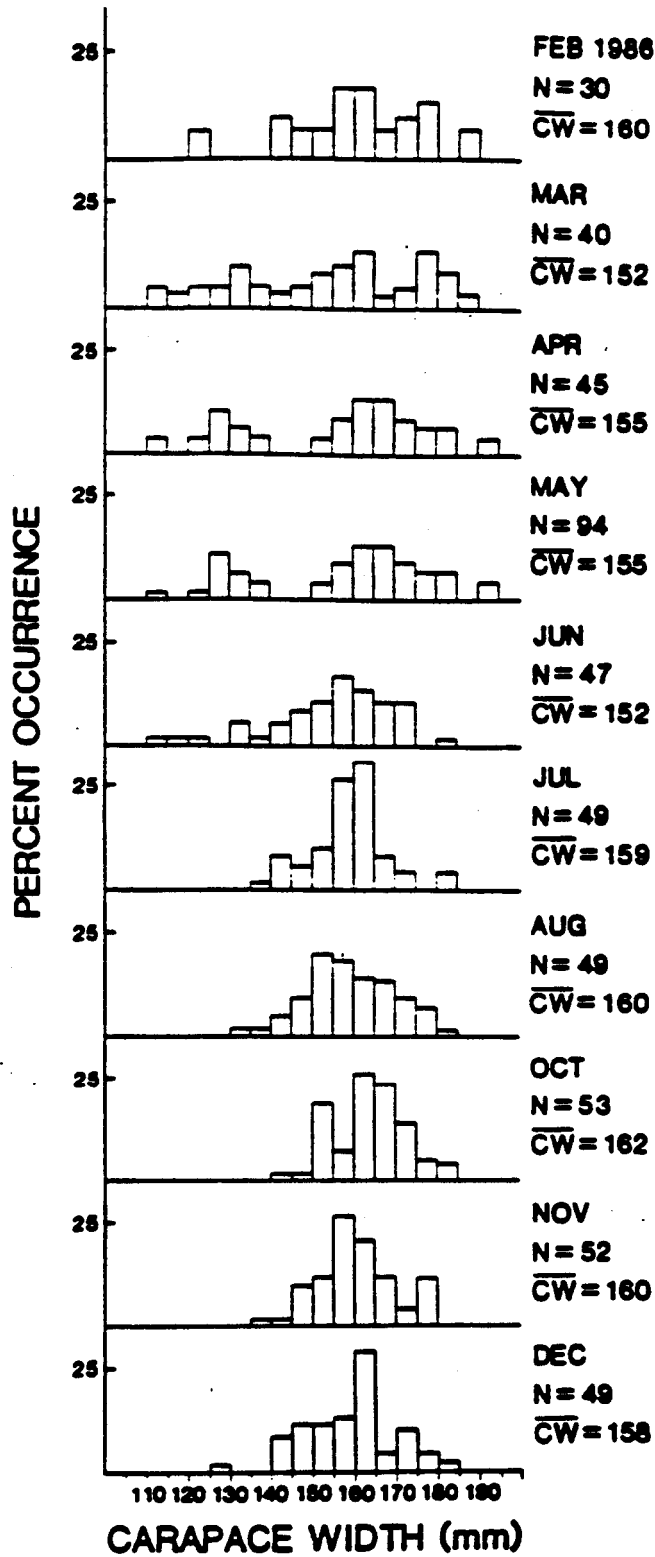 25
FEB 1986
N=30
CW=160
25
MAR
N=40
CW=152
25
APR
N=45
CW=155
25
MAY
N=94
CW=155
25
JUN
N=47
CW=152
25
JUL
N=49
CW=159
25
AUG
N=49
CW=160
25
OCT
N=53
CW=162
25
NOV
N=52
CW=160
25
DEC
N=49
CW=158
PERCENT OCCURRENCE
110 120 130 140 150 160 170 180 190
CARAPACE WIDTH (mm)